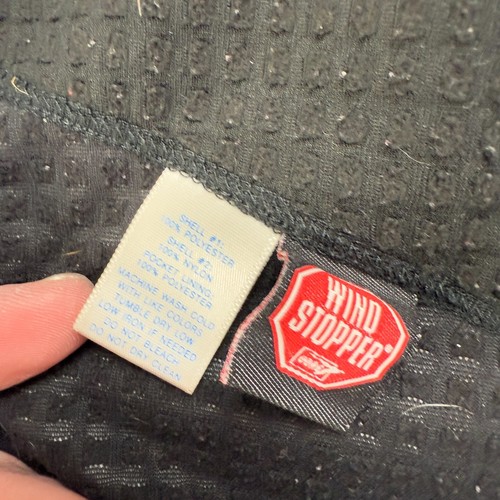 SHELL #1:
100% POLYESTER
SHELL #2:
100% NYLON
POCKET LINING:
100% POLYESTER
MACHINE WASH COLD
WITH LIKE COLORS
TUMBLE DRY LOW
LOW IRON IF NEEDED
DO NOT BLEACH
DO NOT DRY CLEAN
WIND
STOPPER®